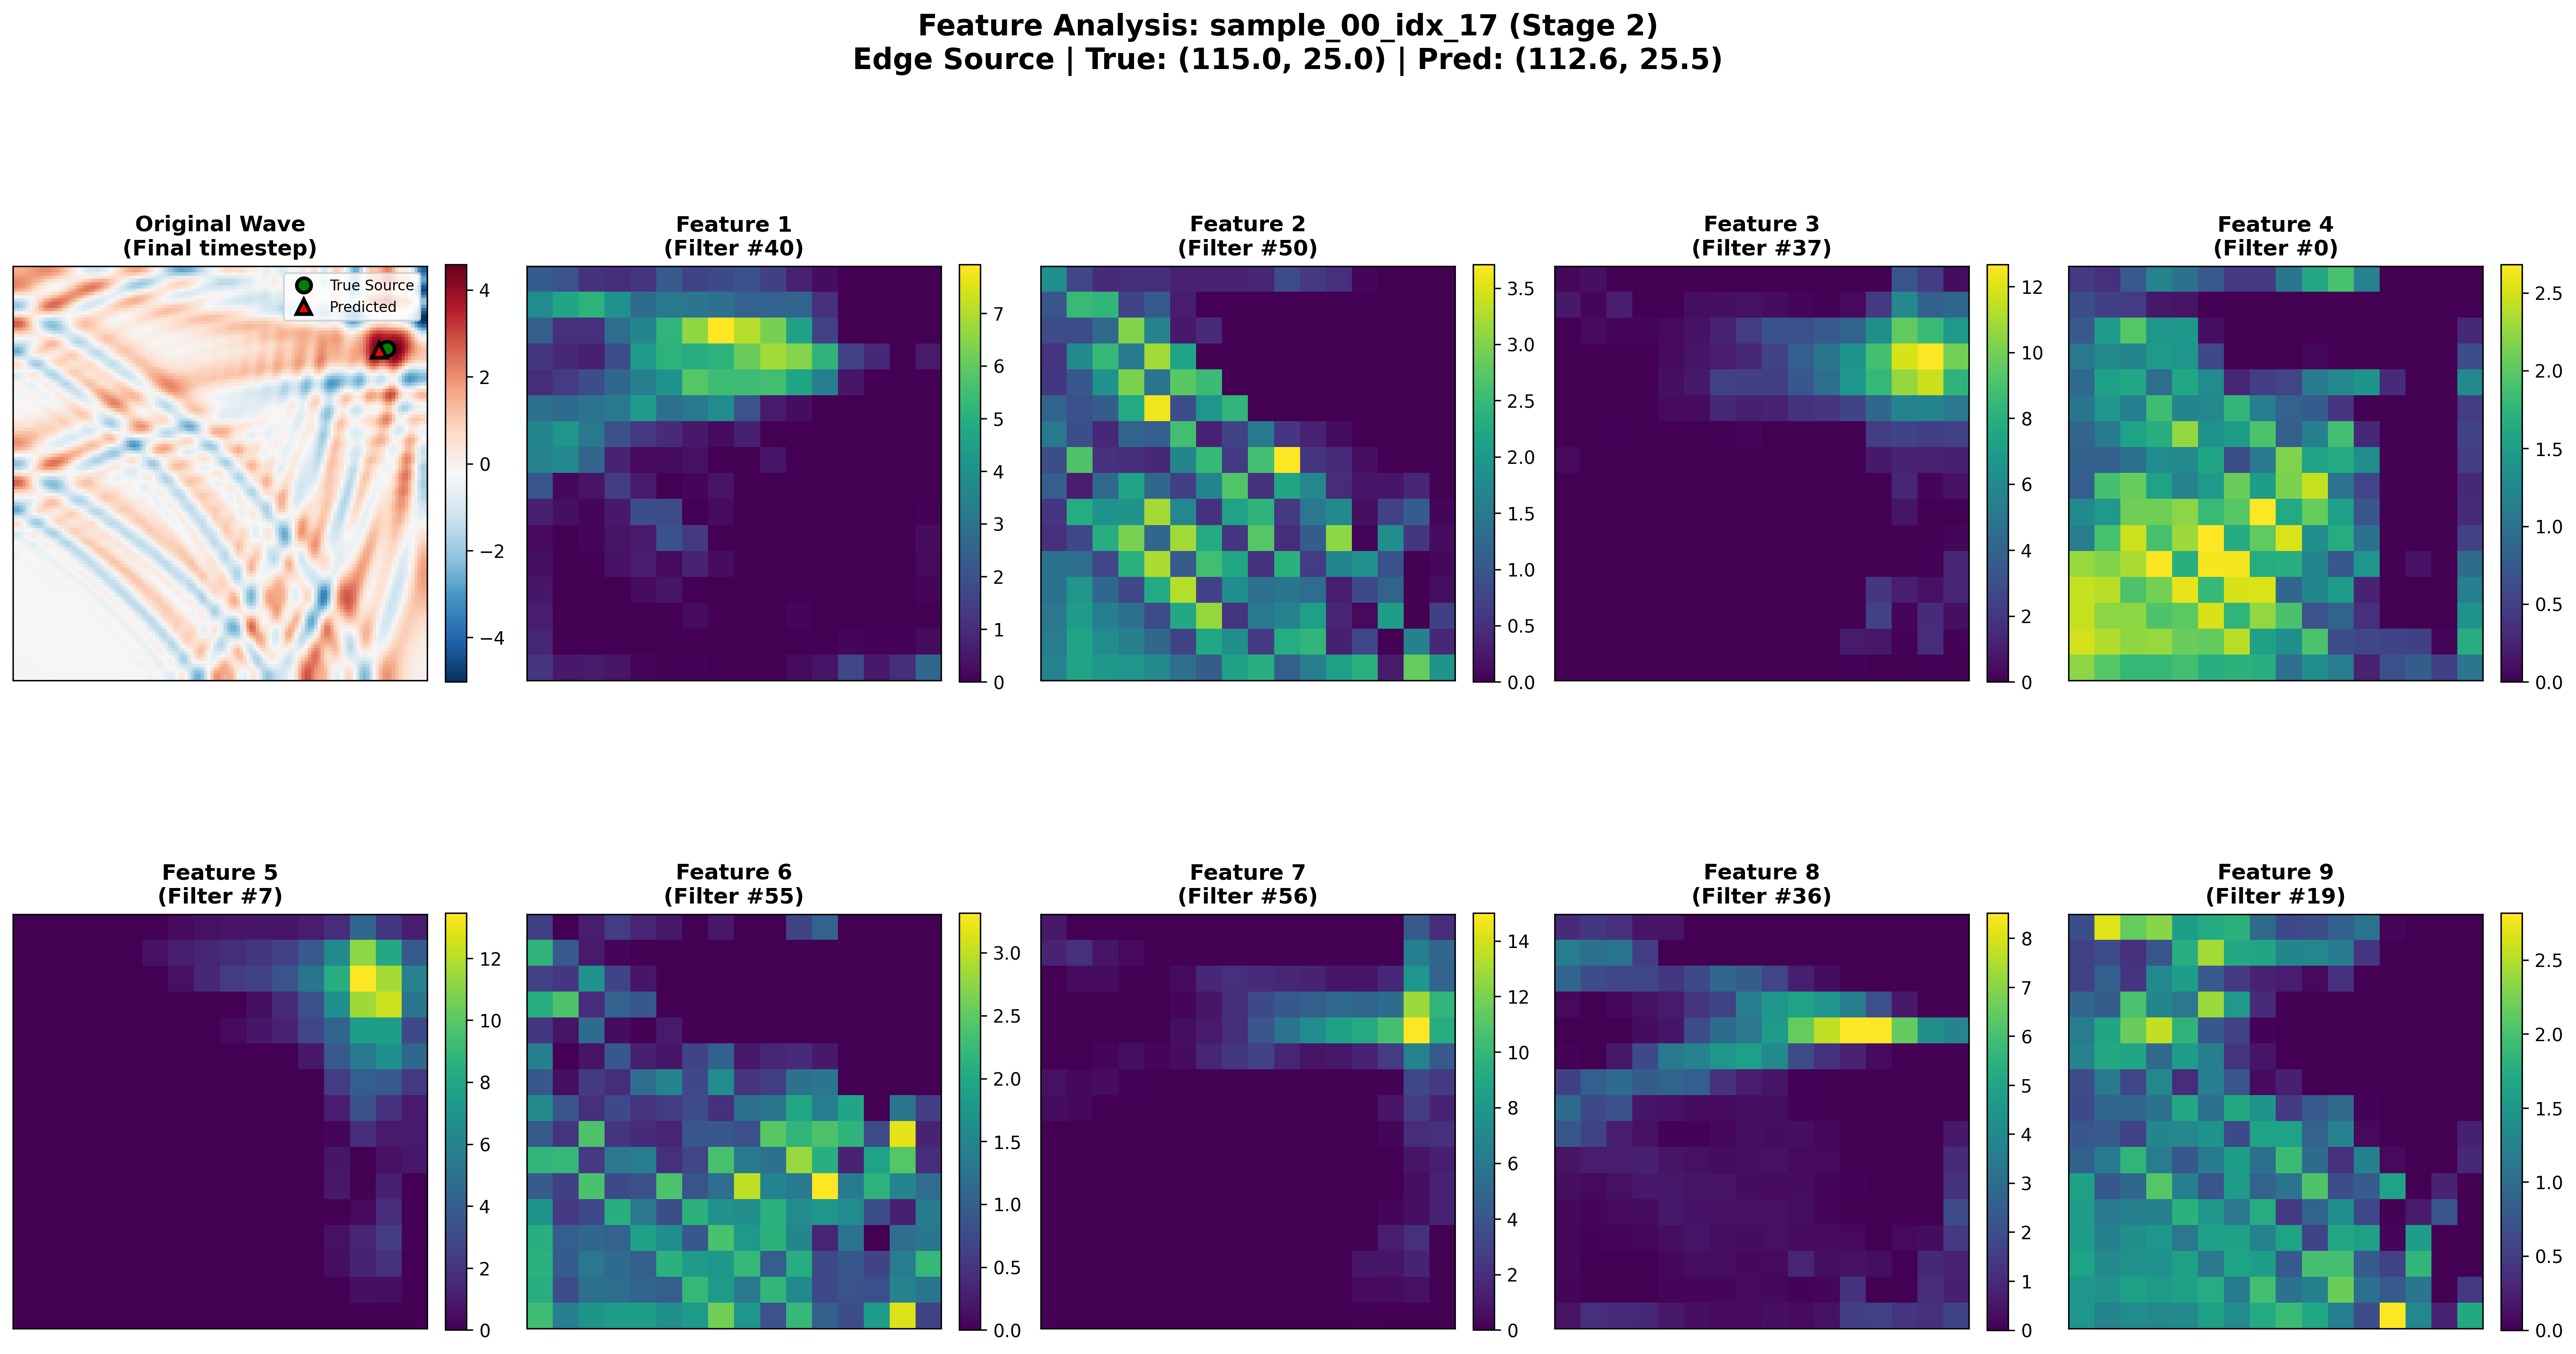 Feature Analysis: sample_00_idx_17 (Stage 2)
Edge Source | True: (115.0, 25.0) | Pred: (112.6, 25.5)
Original Wave
(Final timestep)
True Source
Predicted
4
2
0
−2
−4
Feature 1
(Filter #40)
7
6
5
4
3
2
1
0
Feature 2
(Filter #50)
3.5
3.0
2.5
2.0
1.5
1.0
0.5
0.0
Feature 3
(Filter #37)
12
10
8
6
4
2
0
Feature 4
(Filter #0)
2.5
2.0
1.5
1.0
0.5
0.0
Feature 5
(Filter #7)
12
10
8
6
4
2
0
Feature 6
(Filter #55)
3.0
2.5
2.0
1.5
1.0
0.5
0.0
Feature 7
(Filter #56)
14
12
10
8
6
4
2
0
Feature 8
(Filter #36)
8
7
6
5
4
3
2
1
0
Feature 9
(Filter #19)
2.5
2.0
1.5
1.0
0.5
0.0